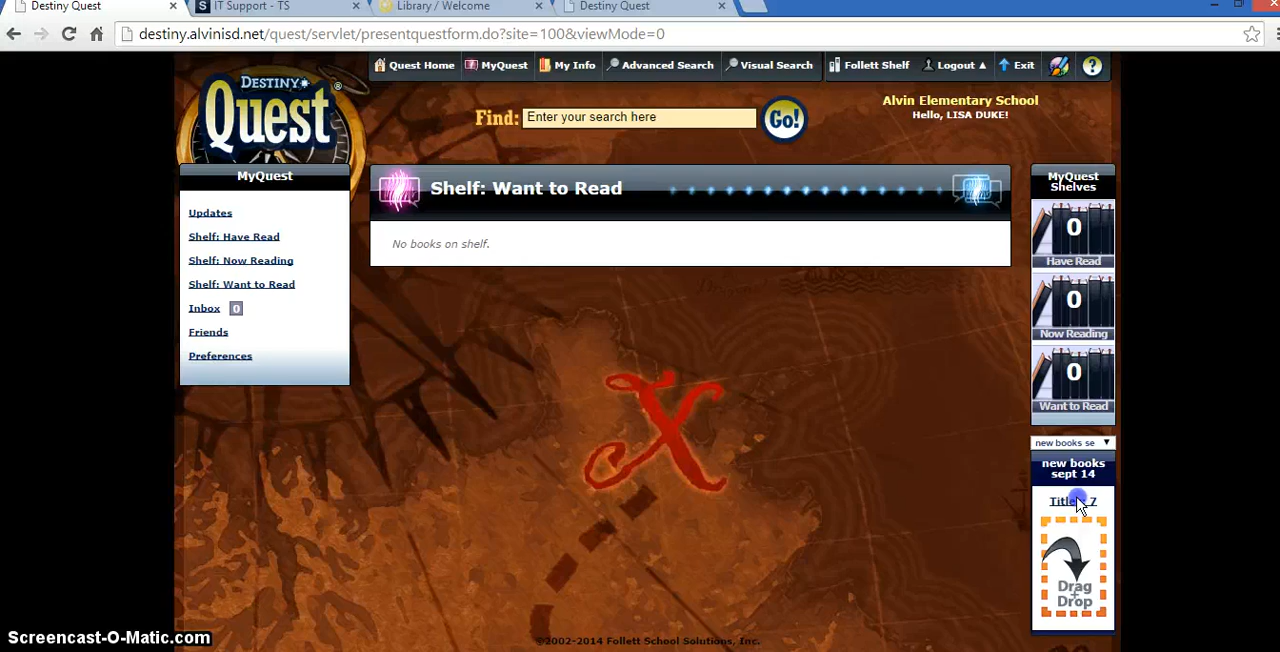 Destiny Quest
IT Support - TS
Library / Welcome
Destiny Quest
destiny.alvinisd.net/quest/servlet/presentquestform.do?site=100&viewMode=0
DESTINY
Quest
Quest Home
MyQuest
My Info
Advanced Search
Visual Search
Follett Shelf
Logout
Exit
Find: Enter your search here Go!
Alvin Elementary School
Hello, LISA DUKE!
MyQuest
Updates
Shelf: Have Read
Shelf: Now Reading
Shelf: Want to Read
Inbox 0
Friends
Preferences
Shelf: Want to Read
No books on shelf.
MyQuest
Shelves
0
Have Read
0
Now Reading
0
Want to Read
new books se
new books
sept 14
7
Drag
+
Drop
X
©2002-2014 Follett School Solutions, Inc.
Screencast-O-Matic.com